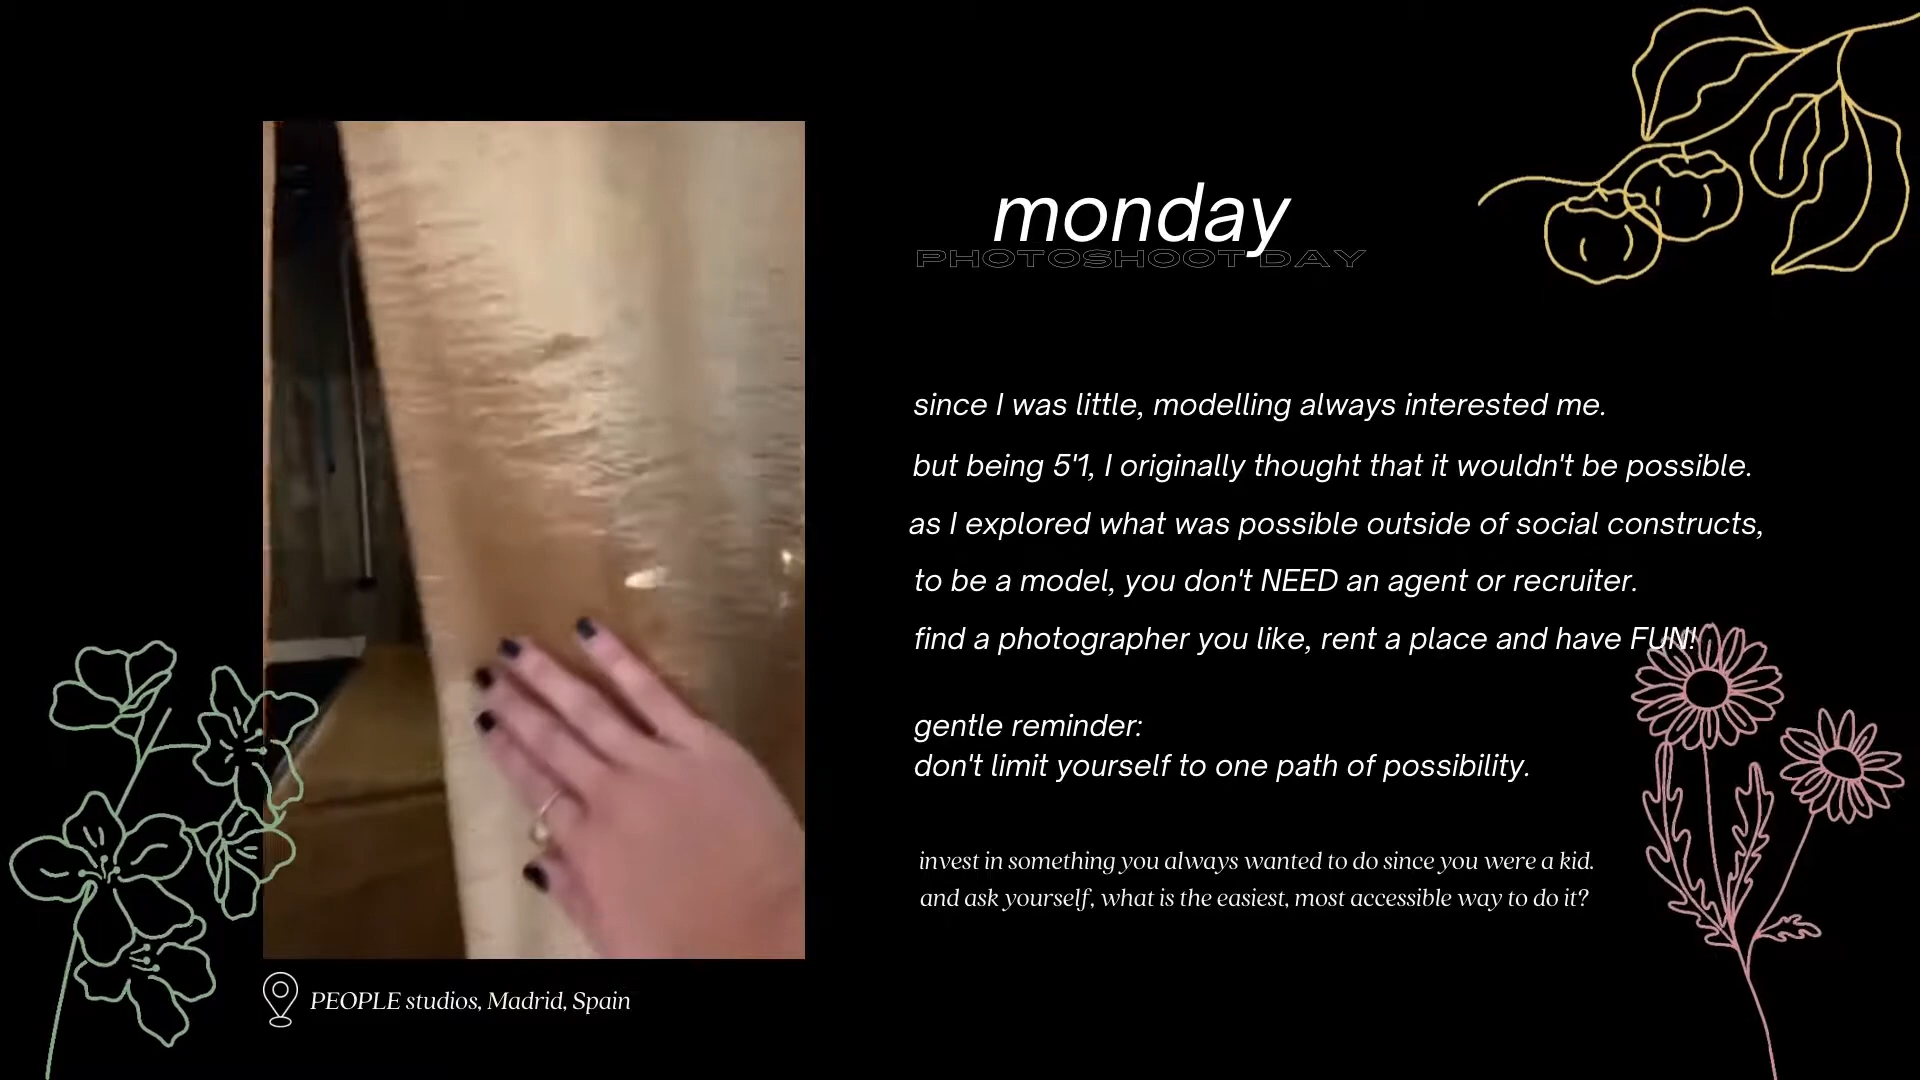 monday
PHOTOSHOOT DAY
since I was little, modelling always interested me.
but being 5'1, I originally thought that it wouldn't be possible.
as I explored what was possible outside of social constructs,
to be a model, you don't NEED an agent or recruiter.
find a photographer you like, rent a place and have FUN!
gentle reminder:
don't limit yourself to one path of possibility.
invest in something you always wanted to do since you were a kid.
and ask yourself, what is the easiest, most accessible way to do it?
PEOPLE studios, Madrid, Spain